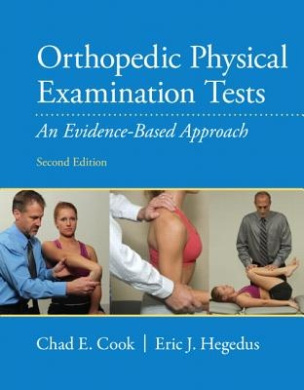 Orthopedic Physical
Examination Tests
An Evidence-Based Approach
Second Edition
Chad E. Cook | Eric J. Hegedus